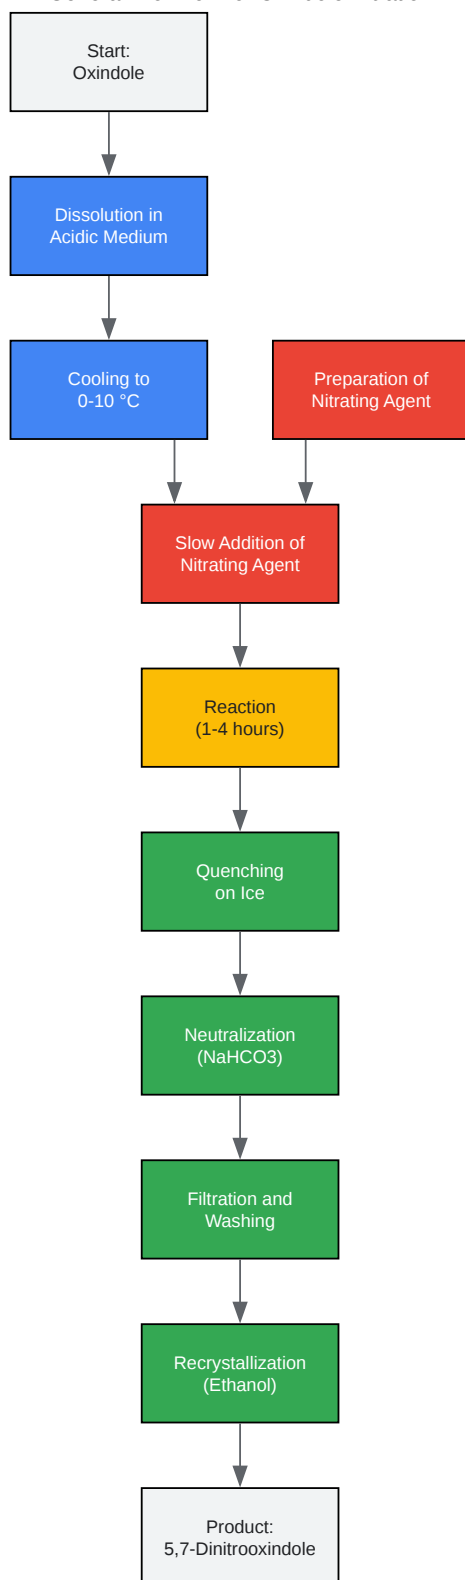 Start:
Oxindole
Dissolution in
Acidic Medium
Cooling to
0-10 °C
Preparation of
Nitrating Agent
Slow Addition of
Nitrating Agent
Reaction
(1-4 hours)
Quenching
on Ice
Neutralization
(NaHCO3)
Filtration and
Washing
Recrystallization
(Ethanol)
Product:
5,7-Dinitrooxindole